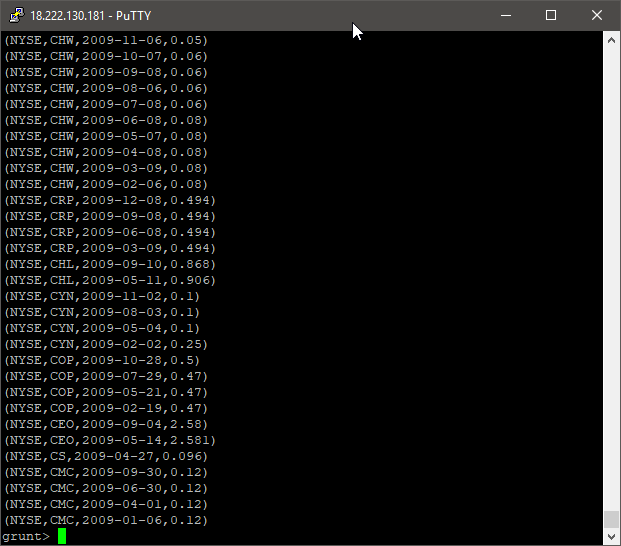 18.222.130.181 - PuTTY
(NYSE,CHW,2009-11-06,0.05)
(NYSE,CHW,2009-10-07,0.06)
(NYSE,CHW,2009-09-08,0.06)
(NYSE,CHW,2009-08-06,0.06)
(NYSE,CHW,2009-07-08,0.06)
(NYSE,CHW,2009-06-08,0.08)
(NYSE,CHW,2009-05-07,0.08)
(NYSE,CHW,2009-04-08,0.08)
(NYSE,CHW,2009-03-09,0.08)
(NYSE,CHW,2009-02-06,0.08)
(NYSE,CRP,2009-12-08,0.494)
(NYSE,CRP,2009-09-08,0.494)
(NYSE,CRP,2009-06-08,0.494)
(NYSE,CRP,2009-03-09,0.494)
(NYSE,CHL,2009-09-10,0.868)
(NYSE,CHL,2009-05-11,0.906)
(NYSE,CYN,2009-11-02,0.1)
(NYSE,CYN,2009-08-03,0.1)
(NYSE,CYN,2009-05-04,0.1)
(NYSE,CYN,2009-02-02,0.25)
(NYSE,COP,2009-10-28,0.5)
(NYSE,COP,2009-07-29,0.47)
(NYSE,COP,2009-05-21,0.47)
(NYSE,COP,2009-02-19,0.47)
(NYSE,CEO,2009-09-04,2.58)
(NYSE,CEO,2009-05-14,2.581)
(NYSE,CS,2009-04-27,0.096)
(NYSE,CMC,2009-09-30,0.12)
(NYSE,CMC,2009-06-30,0.12)
(NYSE,CMC,2009-04-01,0.12)
(NYSE,CMC,2009-01-06,0.12)
grunt>